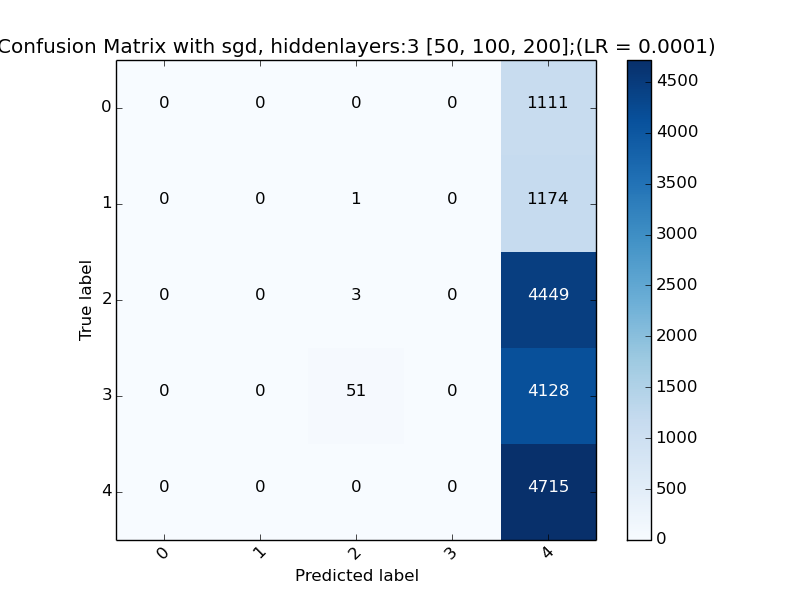 Confusion Matrix with sgd, hiddenlayers:3 [50, 100, 200];(LR = 0.0001)
0 0 0 0 0 1111
1 0 0 1 0 1174
2 0 0 3 0 4449
3 0 0 51 0 4128
4 0 0 0 0 4715
0 1 2 3 4
True label
Predicted label
4500
4000
3500
3000
2500
2000
1500
1000
500
0